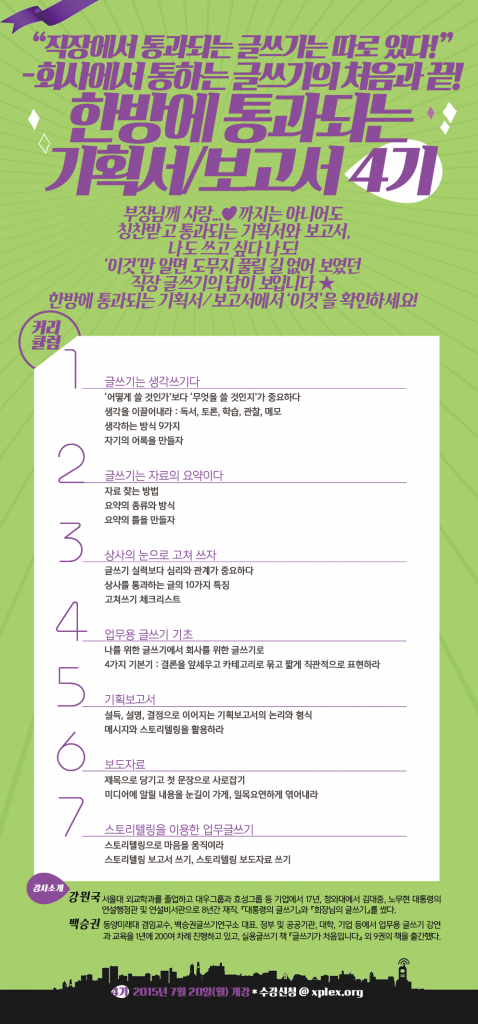 “직장에서 통과되는 글쓰기는 따로 있다!”
-회사에서 통하는 글쓰기의 처음과 끝!
한방에 통과되는
기획서/보고서 4기
부장님께 사랑...♥까지는 아니어도
칭찬받고 통과되는 기획서와 보고서,
나도 쓰고 싶다 나도!
‘이것’만 알면 도무지 풀릴 길 없어 보였던
직장 글쓰기의 답이 보입니다 ★
한방에 통과되는 기획서/보고서에서 ‘이것’을 확인하세요!
커리
큘럼
1
글쓰기는 생각쓰기다
‘어떻게 쓸 것인가’보다 ‘무엇을 쓸 것인지’가 중요하다
생각을 이끌어내라 : 독서, 토론, 학습, 관찰, 메모
생각하는 방식 9가지
자기의 어록을 만들자
2
글쓰기는 자료의 요약이다
자료 찾는 방법
요약의 종류와 방식
요약의 틀을 만들자
3
상사의 눈으로 고쳐 쓰자
글쓰기 실력보다 심리와 관계가 중요하다
상사를 통과하는 글의 10가지 특징
고쳐쓰기 체크리스트
4
업무용 글쓰기 기초
나를 위한 글쓰기에서 회사를 위한 글쓰기로
4가지 기본기 : 결론을 앞세우고 카테고리로 묶고 짧게 직관적으로 표현하라
5
기획보고서
설득, 설명, 결정으로 이어지는 기획보고서의 논리와 형식
메시지와 스토리텔링을 활용하라
6
보도자료
제목으로 당기고 첫 문장으로 사로잡기
미디어에 알릴 내용을 눈길이 가게, 일목요연하게 엮어내라
7
스토리텔링을 이용한 업무글쓰기
스토리텔링으로 마음을 움직여라
스토리텔링 보고서 쓰기, 스토리텔링 보도자료 쓰기
강사소개
강원국 서울대 외교학과를 졸업하고 대우그룹과 효성그룹 등 기업에서 17년, 청와대에서 김대중, 노무현 대통령의
연설행정관 및 연설비서관으로 8년간 재직. 『대통령의 글쓰기』와 『회장님의 글쓰기』를 썼다.
백승권 동양미래대 겸임교수, 백승권글쓰기연구소 대표. 정부 및 공공기관, 대학, 기업 등에서 업무용 글쓰기 강연
과 교육을 1년에 200여 차례 진행하고 있고, 실용글쓰기 책 『글쓰기가 처음입니다』 외 9권의 책을 출간했다.
4기 2015년 7월 20일(월) 개강 * 수강신청 @ xplex.org